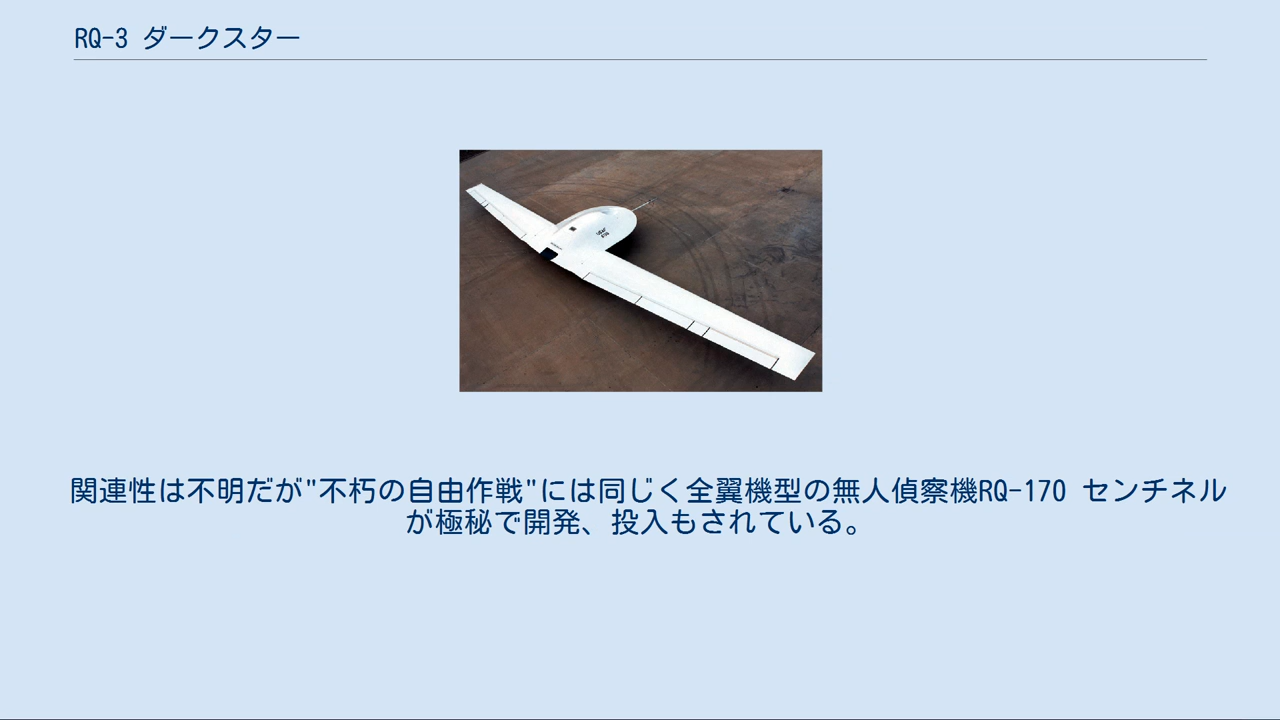 RQ-3 ダークスター
関連性は不明だが"不朽の自由作戦"には同じく全翼機型の無人偵察機RQ-170 センチネル
が極秘で開発、投入もされている。